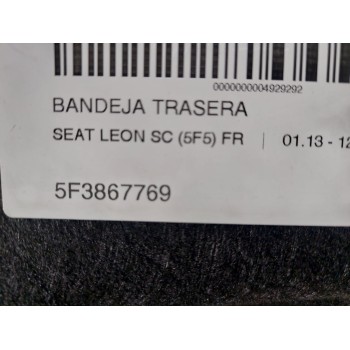 0000000004929292
BANDEJA TRASERA
SEAT LEON SC (5F5) FR | 01.13 - 12
5F3867769